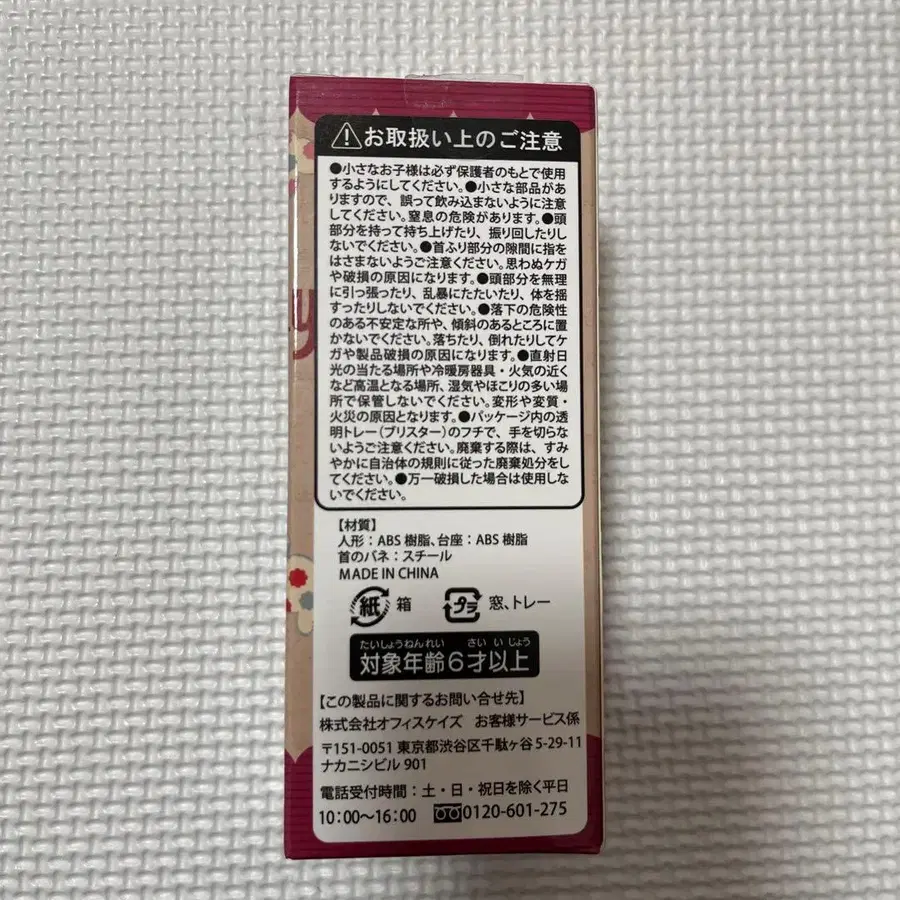 ⚠お取扱い上のご注意
●小さなお子様は必ず保護者のもとで使用
するようにしてください。●小さな部品があ
りますので、誤って飲み込まないように注意
してください。窒息の危険があります。●頭
部分を持って持ち上げたり、振り回したりし
ないでください。●首ふり部分の隙間に指を
はさまないようご注意ください。思わぬケガ
や破損の原因になります。●頭部分を無理
に引っ張ったり、乱暴にたたいたり、体を揺
すったりしないでください。●落下の危険性
のある不安定な所や、傾斜のあるところに置
かないでください。落ちたり、倒れたりしてケ
ガや製品破損の原因になります。●直射日
光の当たる場所や冷暖房器具・火気の近く
など高温となる場所、湿気やほこりの多い場
所で保管しないでください。変形や変質・
火災の原因となります。●パッケージ内の透
明トレー(ブリスター)のフチで、手を切らな
いようご注意ください。廃棄する際は、すみ
やかに自治体の規則に従った廃棄処分をし
てください。●万一破損した場合は使用しな
いでください。
【材質】
人形:ABS 樹脂、台座:ABS 樹脂
首のバネ:スチール
MADE IN CHINA
紙 箱 プラ 窓、トレー
たいしょうねんれい さい いじょう
対象年齢6才以上
【この製品に関するお問い合せ先】
株式会社オフィスケイズ お客様サービス係
〒151-0051 東京都渋谷区千駄ヶ谷 5-29-11
ナカニシビル 901
電話受付時間:土・日・祝日を除く平日
10:00〜16:00 0120-601-275
y